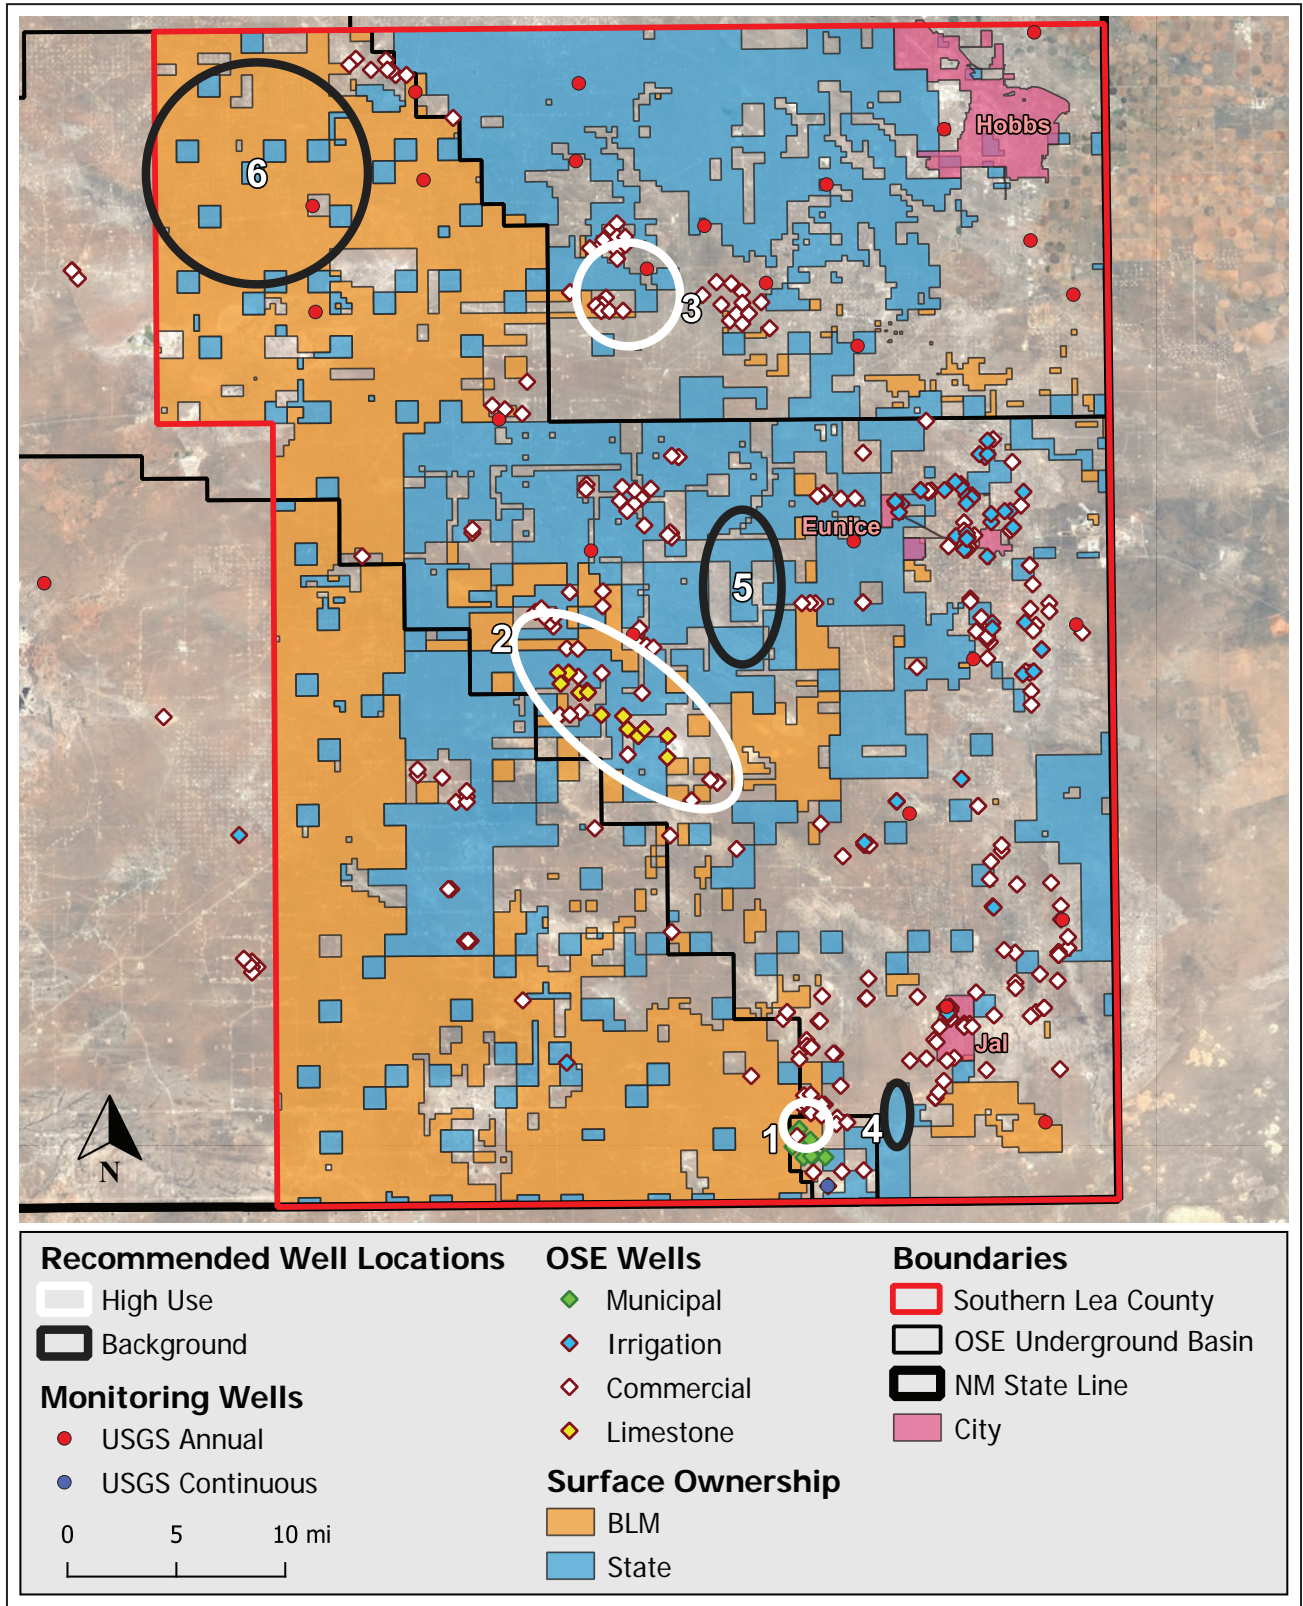 Hobbs
6
3
Eunice
5
2
Jal
4
1
N
Recommended Well Locations
High Use
Background
Monitoring Wells
USGS Annual
USGS Continuous
0 5 10 mi
OSE Wells
Municipal
Irrigation
Commercial
Limestone
Surface Ownership
BLM
State
Boundaries
Southern Lea County
OSE Underground Basin
NM State Line
City